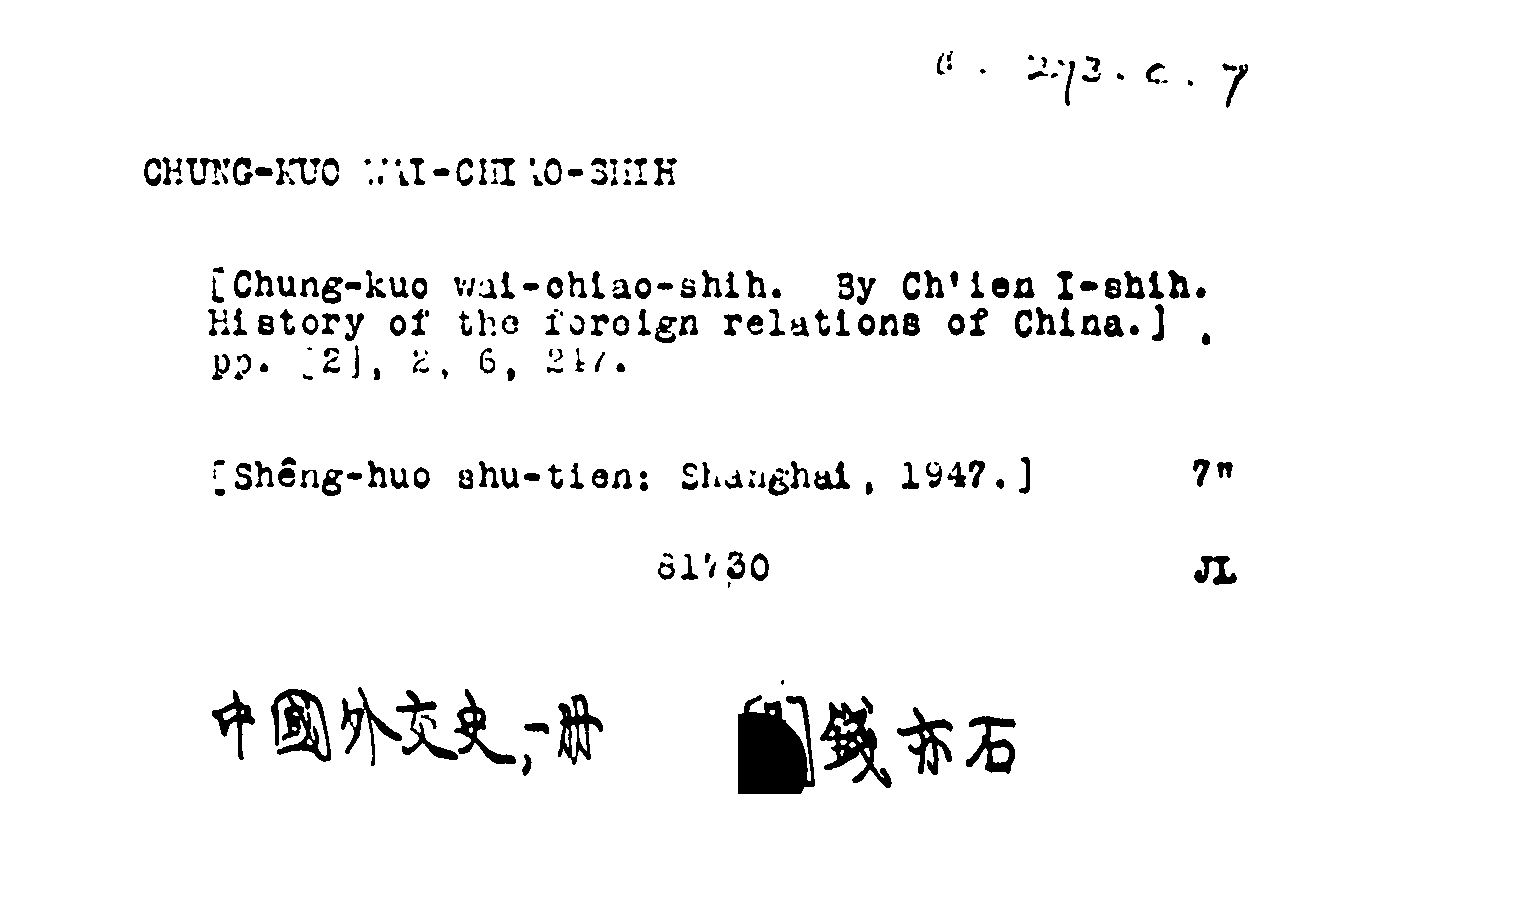 273.c.7
CHUNG-KUO WAI-CHIAO-SHIH
[Chung-kuo wai-chiao-shih. By Ch'ien I-shih.
History of the foreign relations of China.] .
pp. [2], 2, 6, 247.
[Shêng-huo shu-tien: Shanghai, 1947.] 7"
81730 JL
中國外交史,一册 ] 錢亦石